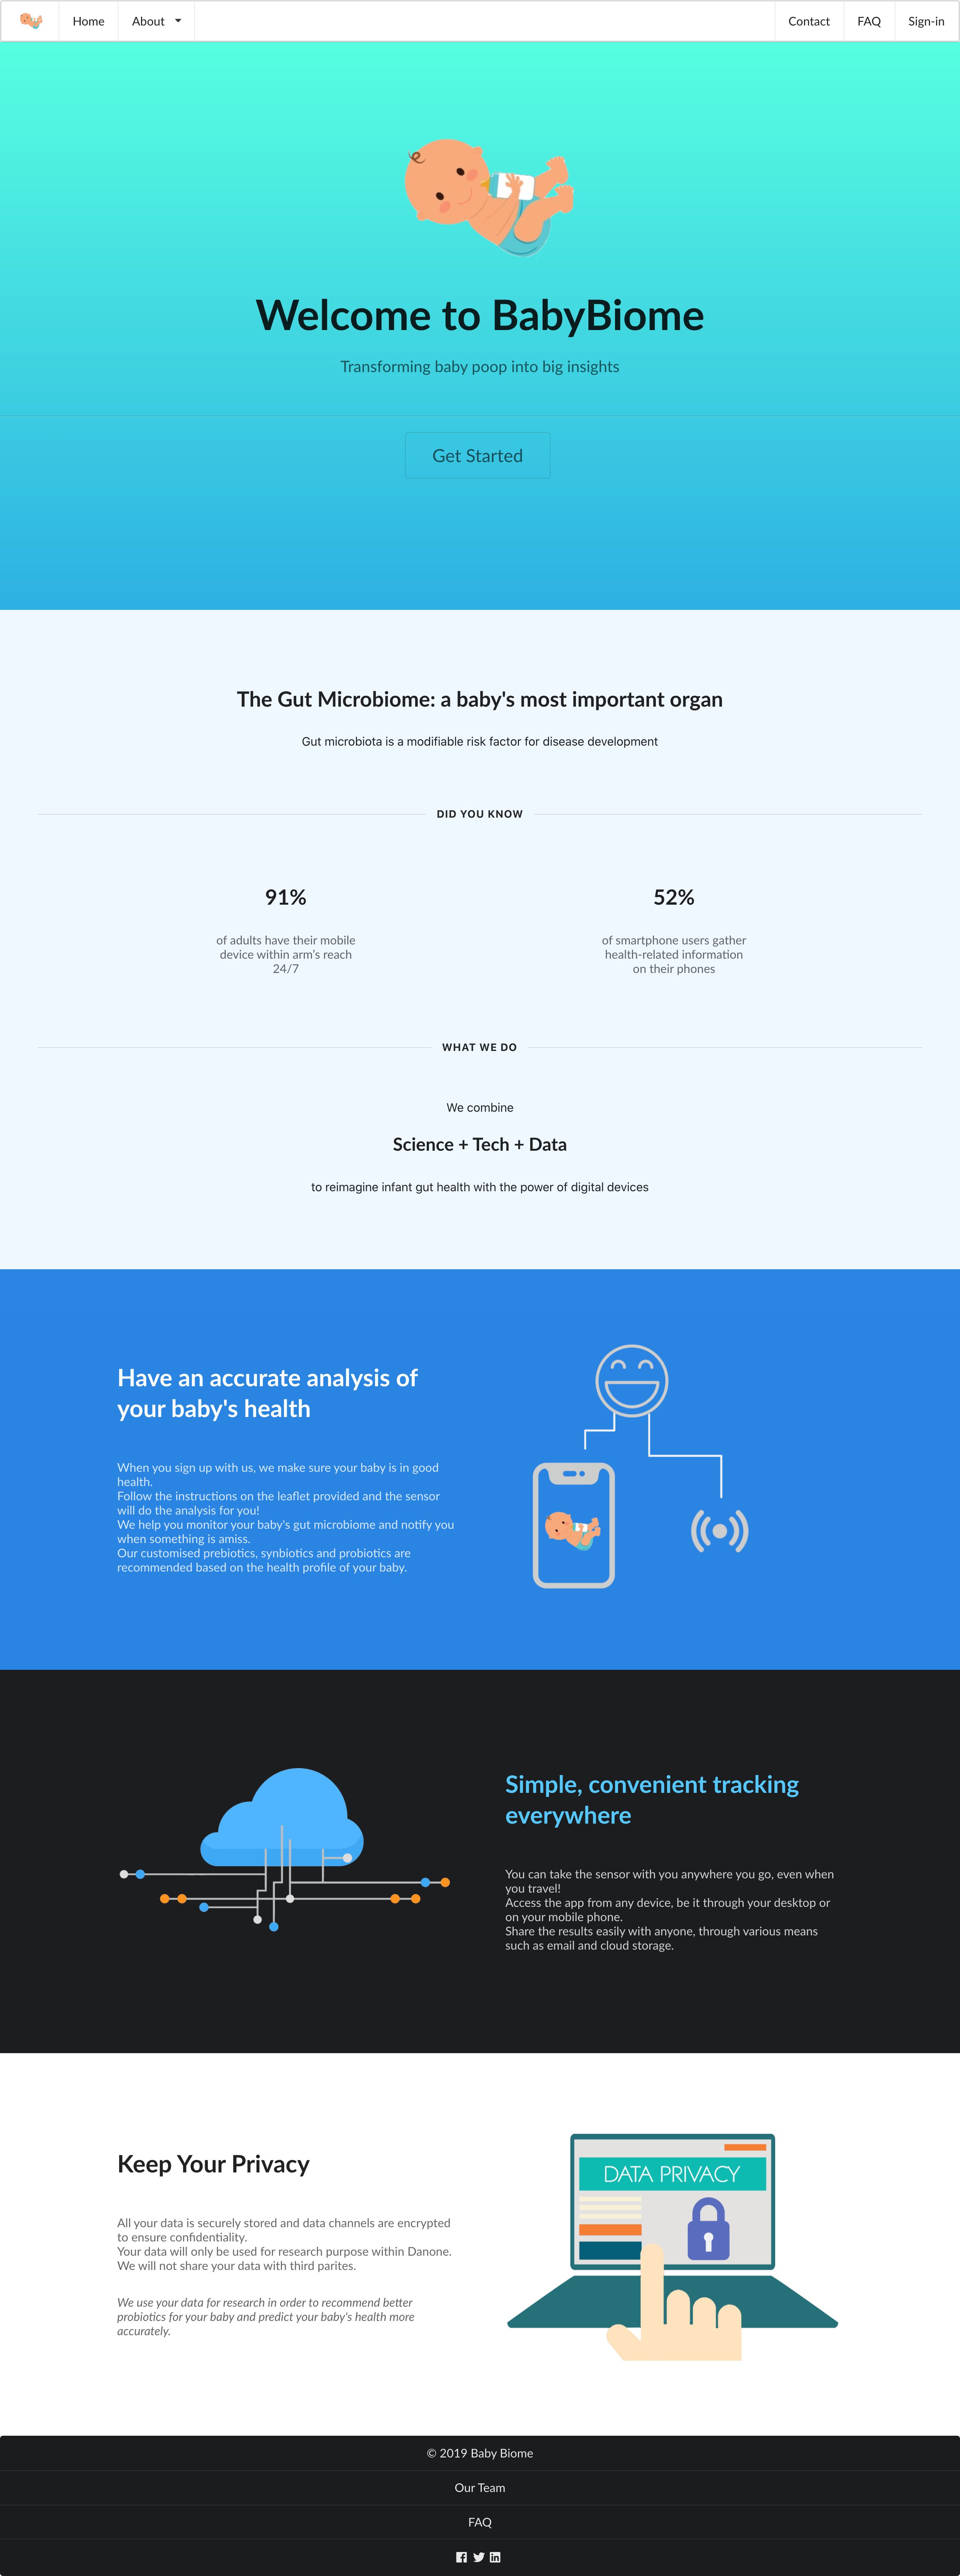 Home
About
Contact
FAQ
Sign-in
Welcome to BabyBiome
Transforming baby poop into big insights
Get Started
The Gut Microbiome: a baby's most important organ
Gut microbiota is a modifiable risk factor for disease development
DID YOU KNOW
91%
of adults have their mobile
device within arm's reach
24/7
52%
of smartphone users gather
health-related information
on their phones
WHAT WE DO
We combine
Science + Tech + Data
to reimagine infant gut health with the power of digital devices
Have an accurate analysis of
your baby's health
When you sign up with us, we make sure your baby is in good
health.
Follow the instructions on the leaflet provided and the sensor
will do the analysis for you!
We help you monitor your baby's gut microbiome and notify you
when something is amiss.
Our customised prebiotics, synbiotics and probiotics are
recommended based on the health profile of your baby.
Simple, convenient tracking
everywhere
You can take the sensor with you anywhere you go, even when
you travel!
Access the app from any device, be it through your desktop or
on your mobile phone.
Share the results easily with anyone, through various means
such as email and cloud storage.
Keep Your Privacy
All your data is securely stored and data channels are encrypted
to ensure confidentiality.
Your data will only be used for research purpose within Danone.
We will not share your data with third parites.
We use your data for research in order to recommend better
probiotics for your baby and predict your baby's health more
accurately.
DATA PRIVACY
© 2019 Baby Biome
Our Team
FAQ